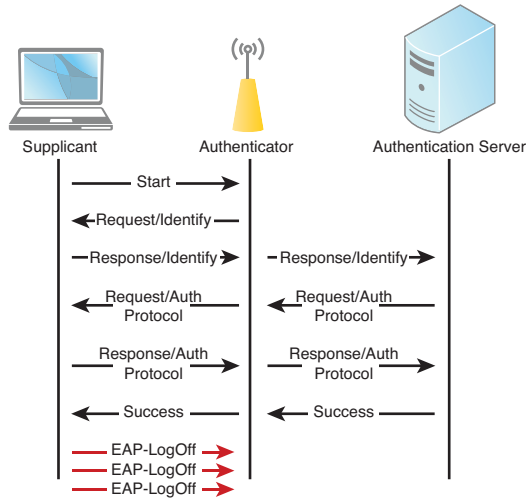 Supplicant
Authenticator
Authentication Server
Start
Request/Identify
Response/Identify
Response/Identify
Request/Auth
Protocol
Request/Auth
Protocol
Response/Auth
Protocol
Response/Auth
Protocol
Success
Success
EAP-LogOff
EAP-LogOff
EAP-LogOff